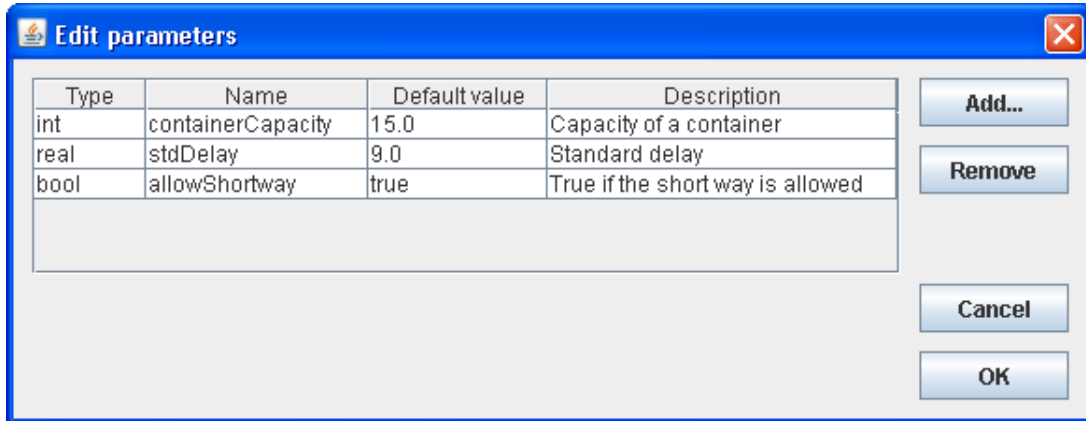 Edit parameters
Type Name Default value Description
int containerCapacity 15.0 Capacity of a container
real stdDelay 9.0 Standard delay
bool allowShortway true True if the short way is allowed
Add...
Remove
Cancel
OK